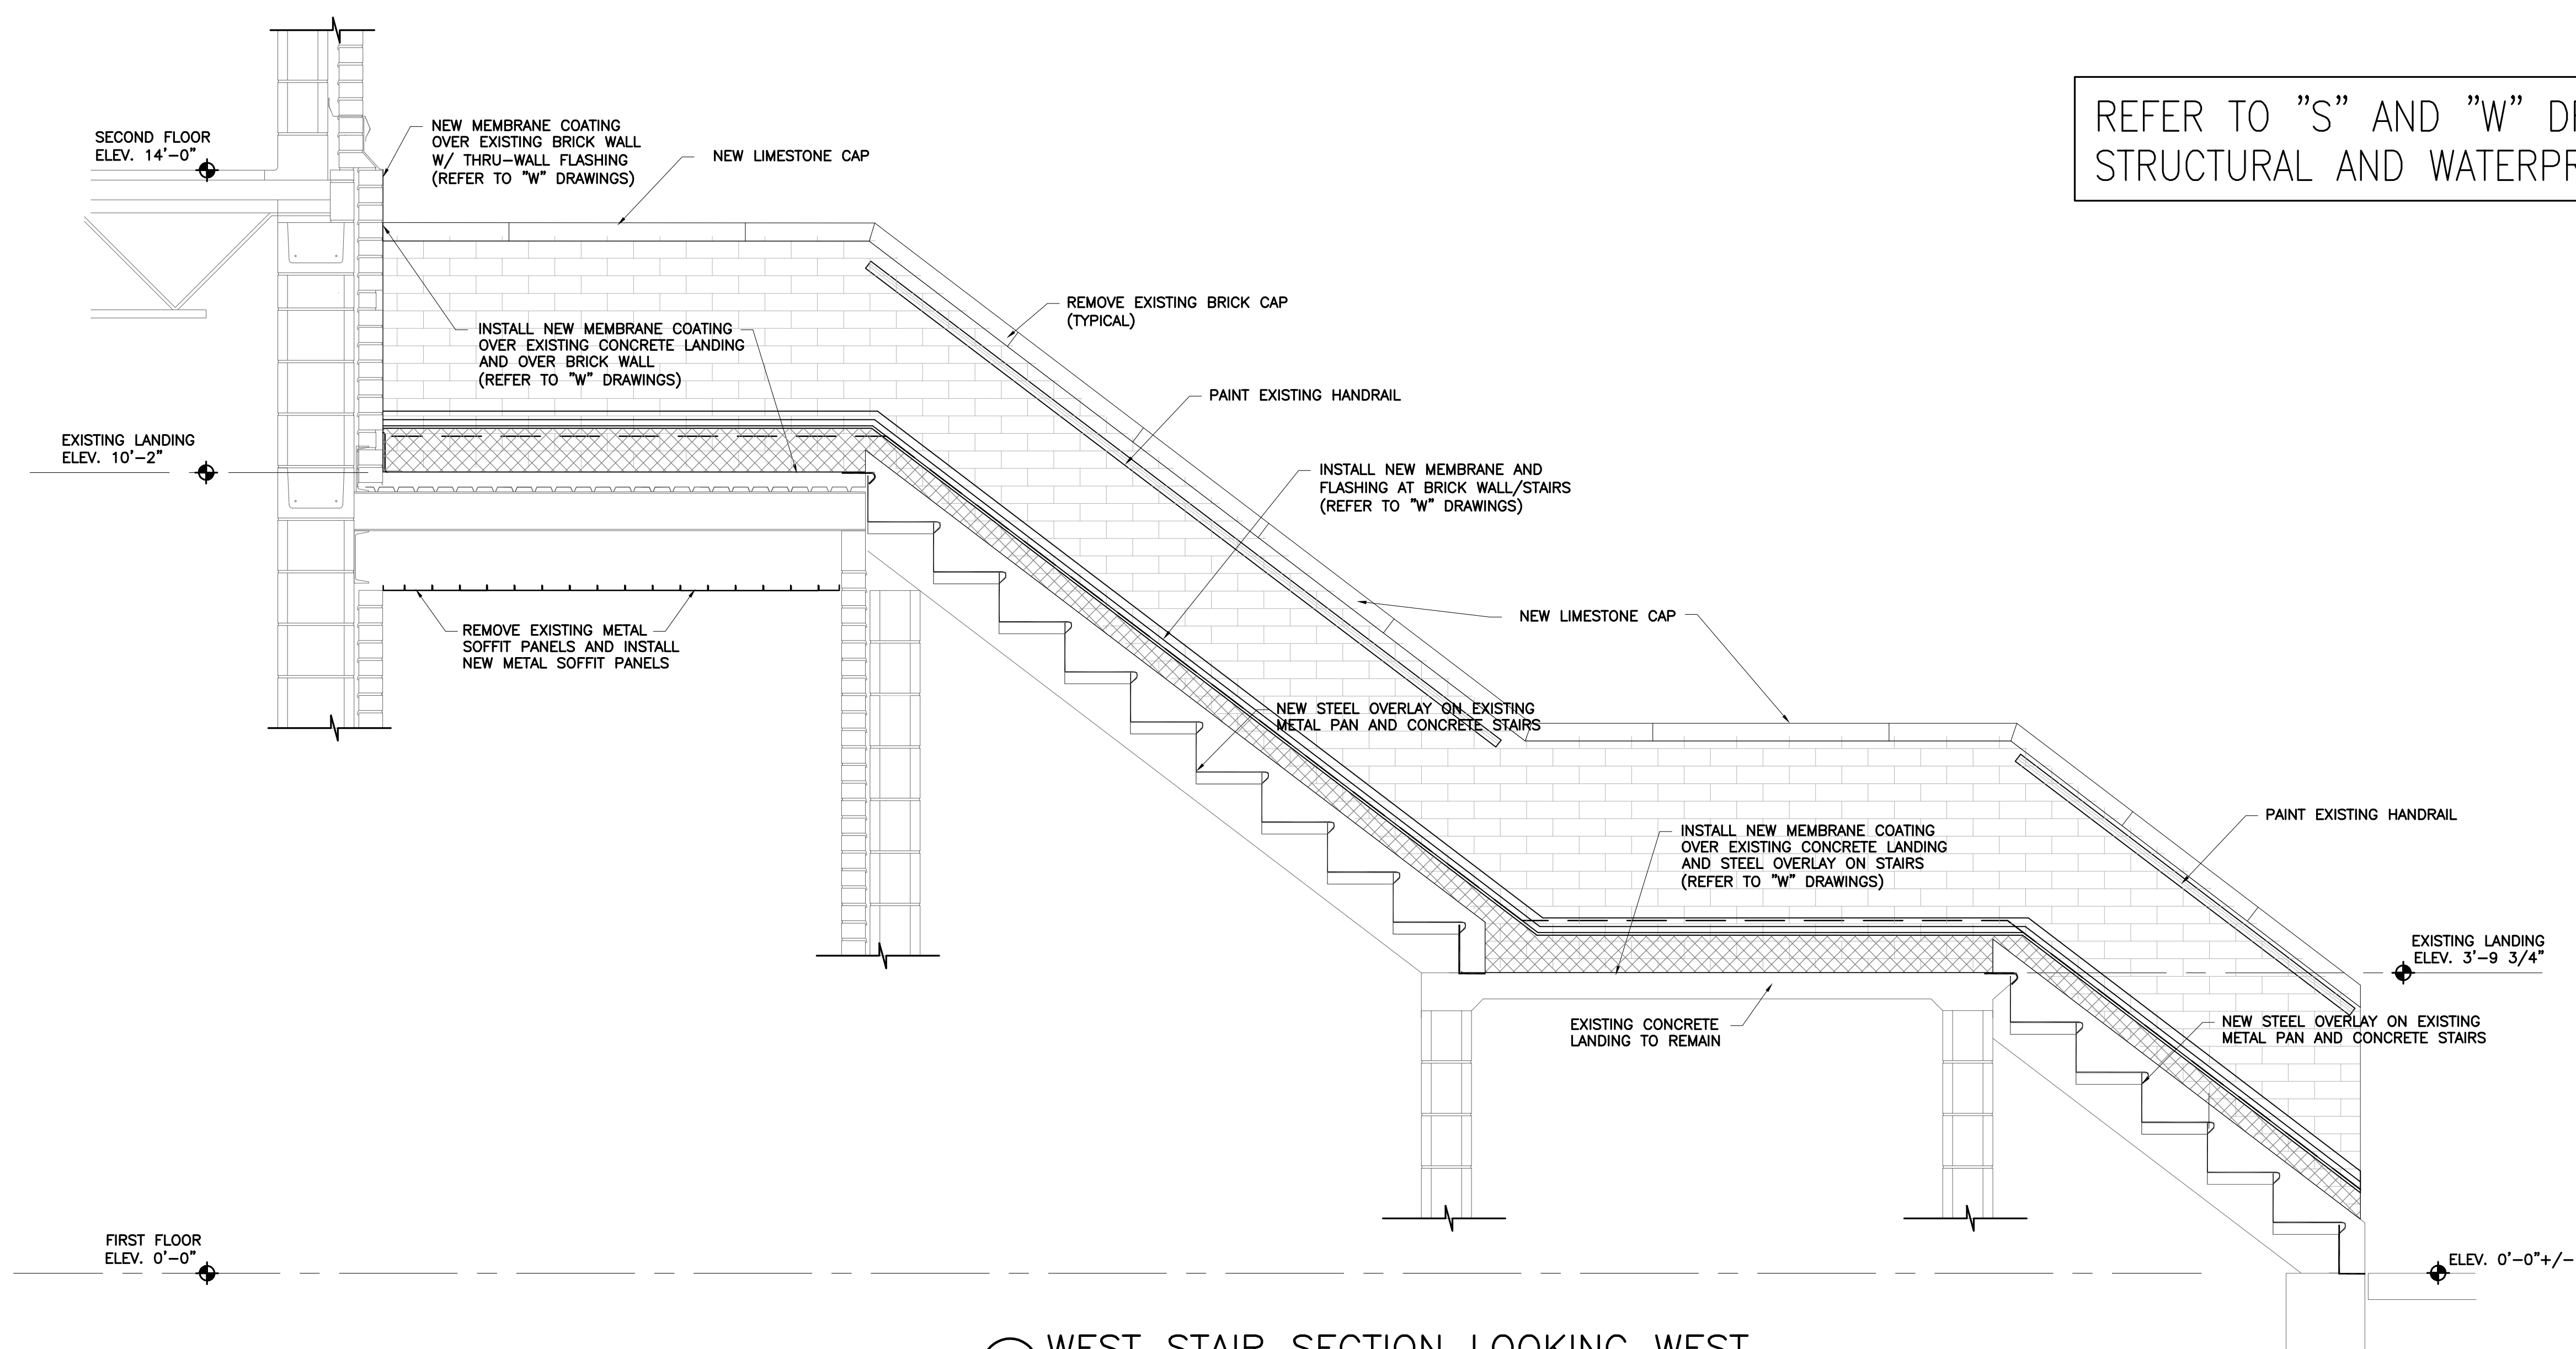 SECOND FLOOR
ELEV. 14'-0"
NEW MEMBRANE COATING
OVER EXISTING BRICK WALL
W/ THRU-WALL FLASHING
(REFER TO "W" DRAWINGS)
NEW LIMESTONE CAP
REFER TO "S" AND "W"
STRUCTURAL AND
REMOVE EXISTING BRICK CAP
(TYPICAL)
INSTALL NEW MEMBRANE COATING
OVER EXISTING CONCRETE LANDING
AND OVER BRICK WALL
(REFER TO "W" DRAWINGS)
PAINT EXISTING HANDRAIL
EXISTING LANDING
ELEV. 10'-2"
INSTALL NEW MEMBRANE AND
FLASHING AT BRICK WALL/STAIRS
(REFER TO "W" DRAWINGS)
REMOVE EXISTING METAL
SOFFIT PANELS AND INSTALL
NEW METAL SOFFIT PANELS
NEW LIMESTONE CAP
NEW STEEL OVERLAY ON EXISTING
METAL PAN AND CONCRETE STAIRS
PAINT EXISTING HANDRAIL
INSTALL NEW MEMBRANE COATING
OVER EXISTING CONCRETE LANDING
AND STEEL OVERLAY ON STAIRS
(REFER TO "W" DRAWINGS)
EXISTING LANDING
ELEV. 3'-9 3/4"
EXISTING CONCRETE
LANDING TO REMAIN
NEW STEEL OVERLAY ON EXISTING
METAL PAN AND CONCRETE STAIRS
FIRST FLOOR
ELEV. 0'-0"
ELEV. 0'-0"+/-
WEST STAIR SECTION LOOKING WEST